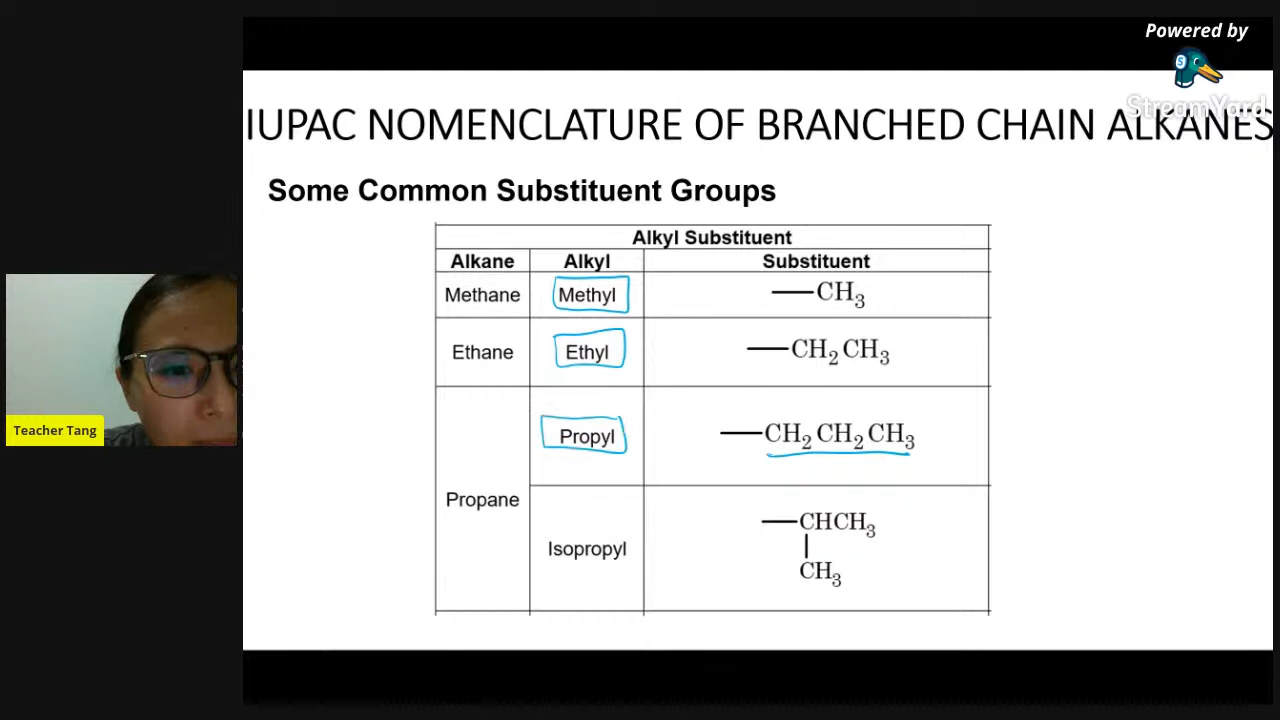 Powered by
StreamYard
IUPAC NOMENCLATURE OF BRANCHED CHAIN ALKANES
Some Common Substituent Groups
Alkyl Substituent
Alkane Alkyl Substituent
Methane Methyl —CH3
Ethane Ethyl —CH2CH3
Propyl —CH2CH2CH3
Propane
Isopropyl —CHCH3
|
CH3
Teacher Tang